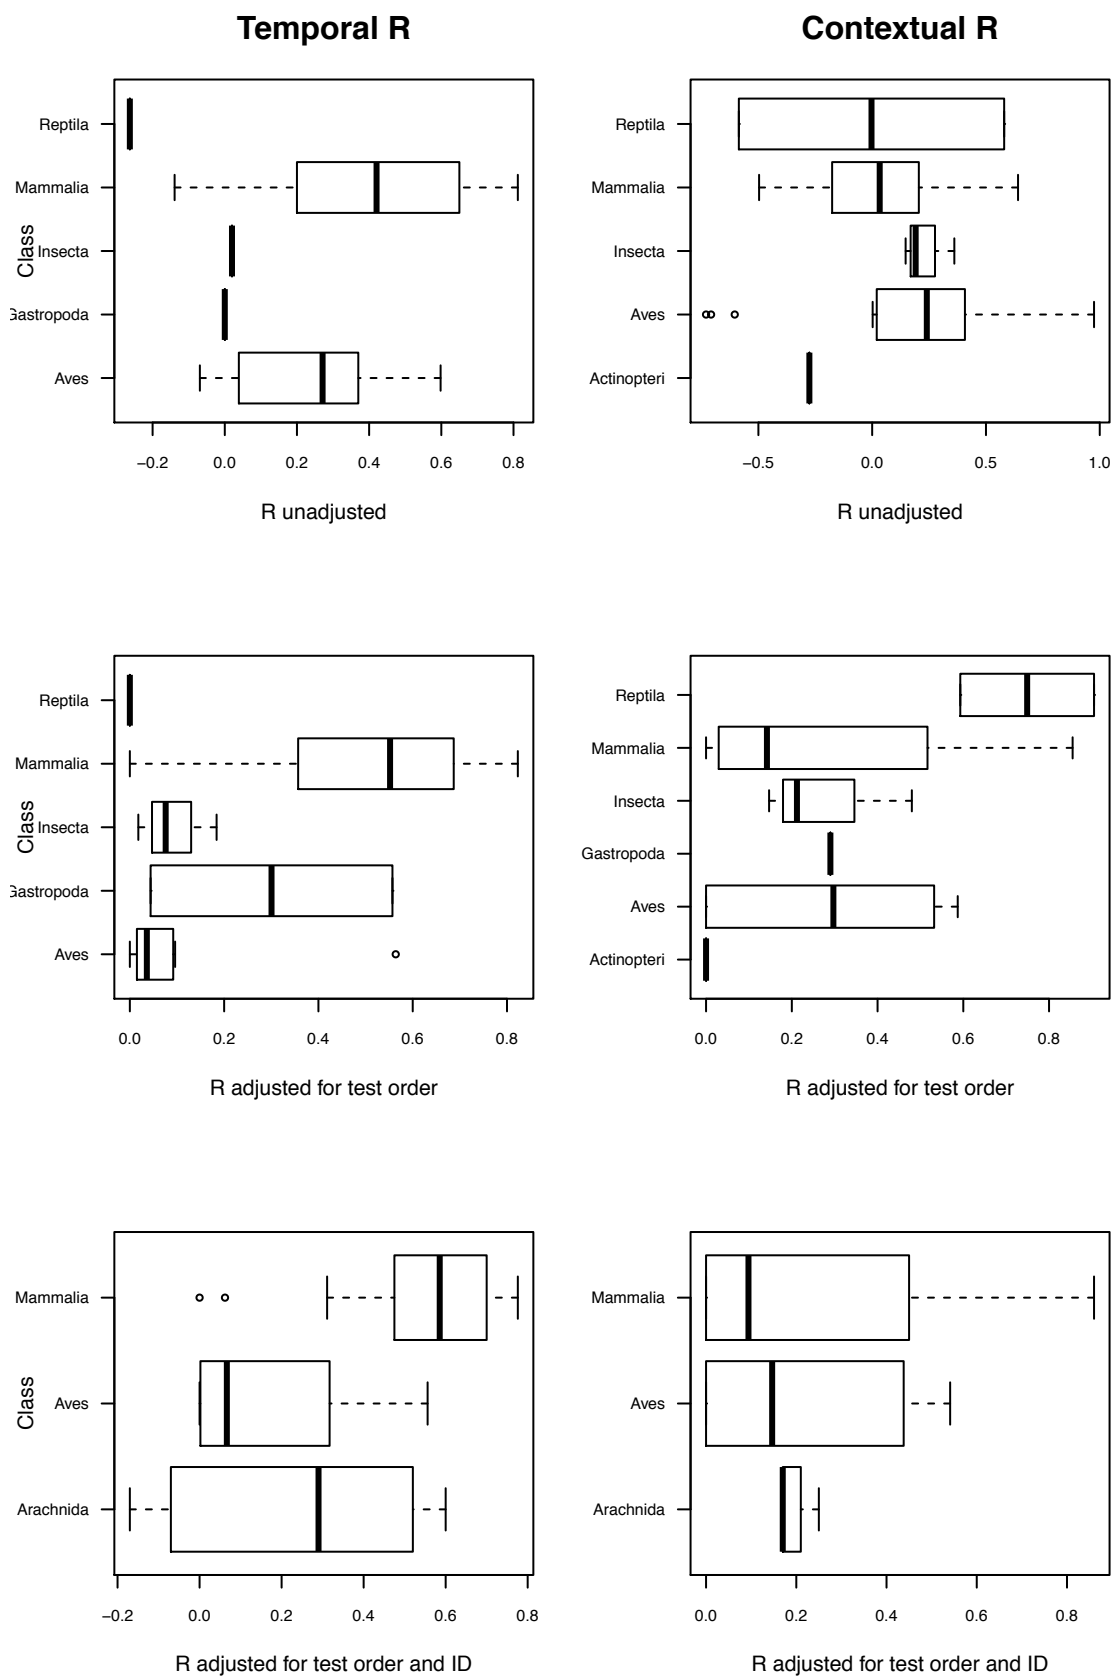 Temporal R
Contextual R
Reptila
Mammalia
Insecta
Gastropoda
Aves
Class
−0.2 0.0 0.2 0.4 0.6 0.8
R unadjusted
Reptila
Mammalia
Insecta
Aves
Actinopteri
−0.5 0.0 0.5 1.0
R unadjusted
Reptila
Mammalia
Insecta
Gastropoda
Aves
Class
0.0 0.2 0.4 0.6 0.8
R adjusted for test order
Reptila
Mammalia
Insecta
Gastropoda
Aves
Actinopteri
0.0 0.2 0.4 0.6 0.8
R adjusted for test order
Mammalia
Aves
Arachnida
Class
−0.2 0.0 0.2 0.4 0.6 0.8
R adjusted for test order and ID
Mammalia
Aves
Arachnida
0.0 0.2 0.4 0.6 0.8
R adjusted for test order and ID